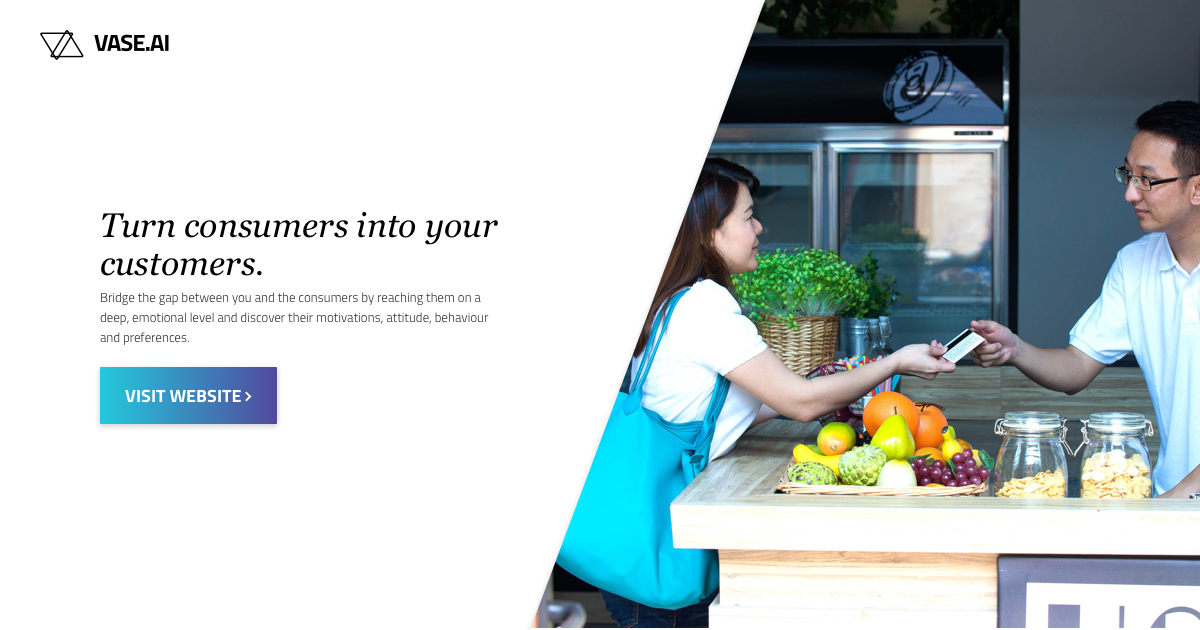 VASE.AI
Turn consumers into your
customers.
Bridge the gap between you and the consumers by reaching them on a
deep, emotional level and discover their motivations, attitude, behaviour
and preferences.
VISIT WEBSITE >